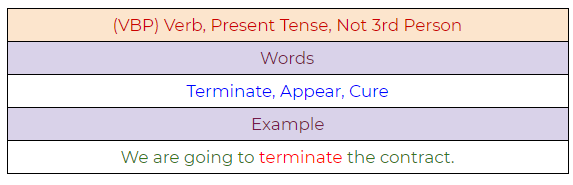 (VBP) Verb, Present Tense, Not 3rd Person
Words
Terminate, Appear, Cure
Example
We are going to terminate the contract.